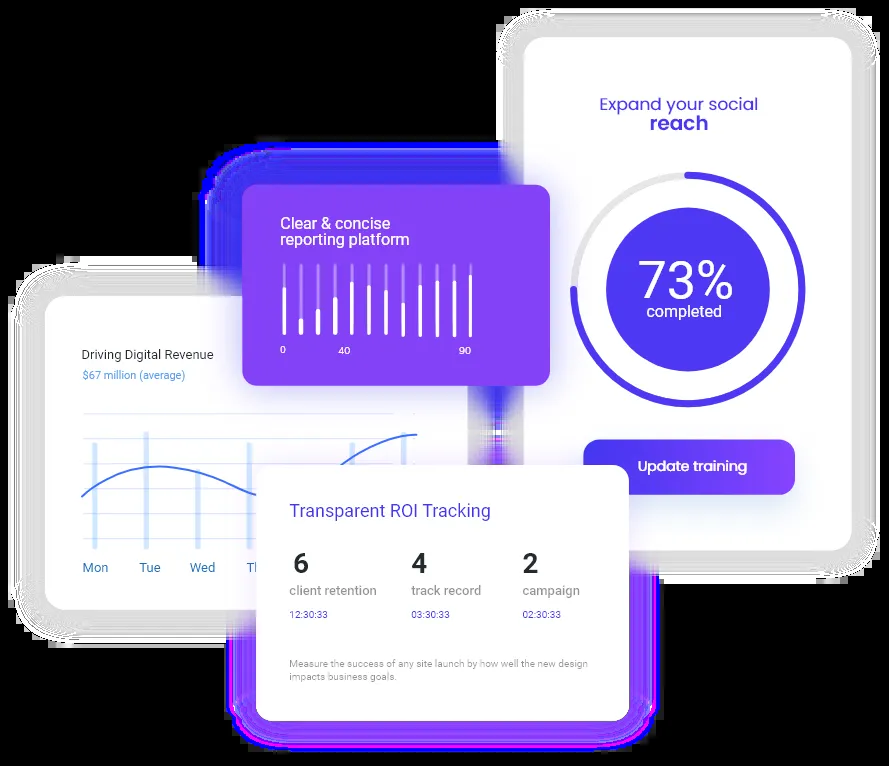 Expand your social
reach
73%
completed
Update training
Clear & concise
reporting platform
0 40 90
Driving Digital Revenue
$67 million (average)
Mon Tue Wed
Transparent ROI Tracking
6 4 2
client retention track record campaign
12:30:33 03:30:33 02:30:33
Measure the success of any site launch by how well the new design
impacts business goals.